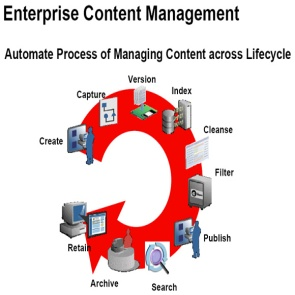 Enterprise Content Management
Automate Process of Managing Content across Lifecycle
Version
Capture
Index
Create
Cleanse
Filter
Publish
Retain
Archive
Search